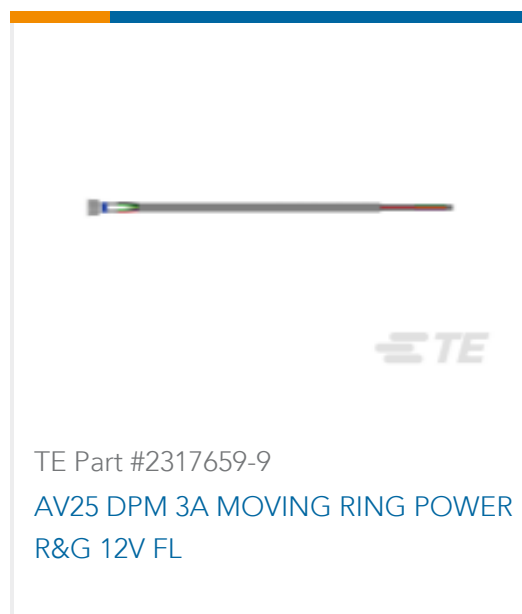 TE
TE Part #2317659-9
AV25 DPM 3A MOVING RING POWER
R&G 12V FL